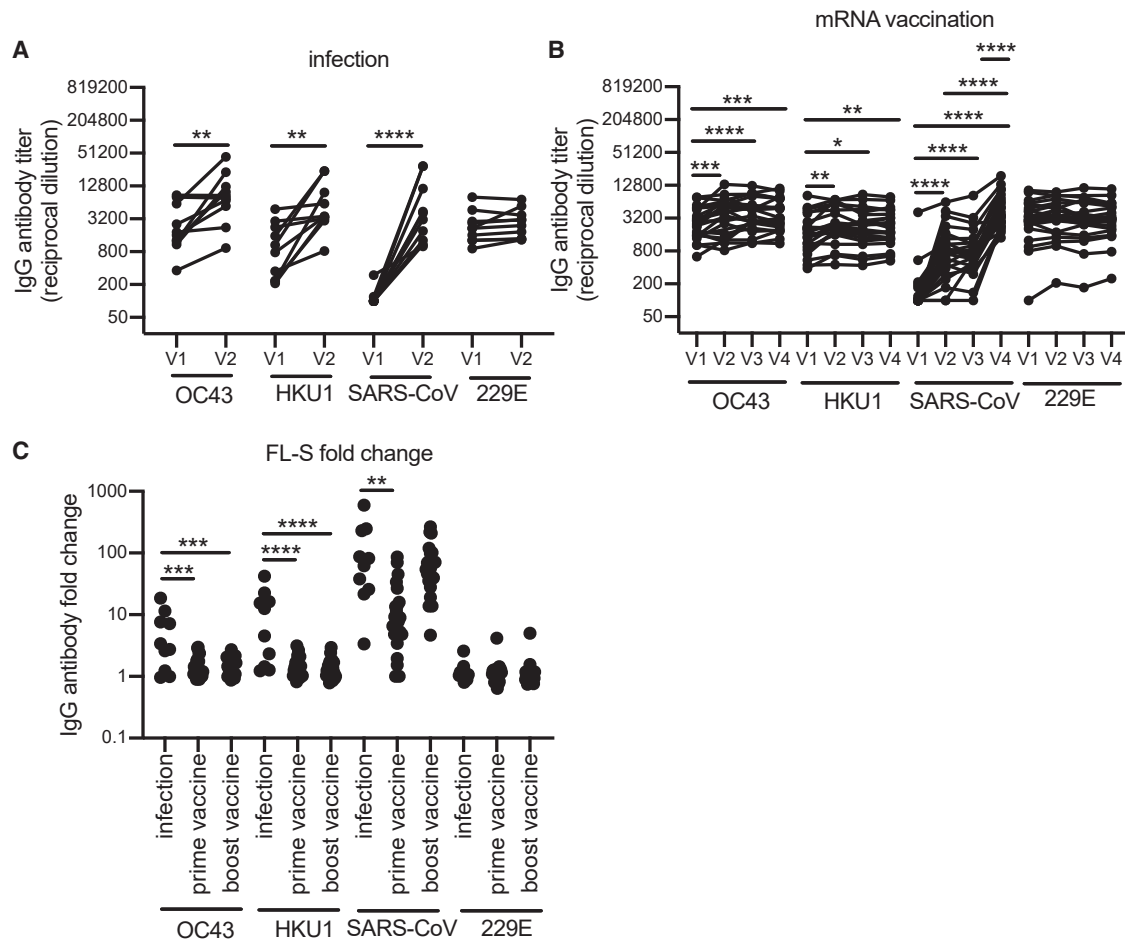 mRNA vaccination
A
B
infection
IgG antibody titer
(reciprocal dilution)
819200
204800
51200
12800
3200
800
200
50
** ** ****
V1 V2 V1 V2 V1 V2 V1 V2
OC43 HKU1 SARS-CoV 229E
IgG antibody titer
(reciprocal dilution)
819200
204800
51200
12800
3200
800
200
50
****
*** ****
** ****
**** * ****
*** ** ****
V1 V2 V3 V4 V1 V2 V3 V4 V1 V2 V3 V4 V1 V2 V3 V4
OC43 HKU1 SARS-CoV 229E
C
FL-S fold change
IgG antibody fold change
1000
100
10
1
0.1
**
*** ****
*** ****
infection
prime vaccine
boost vaccine
infection
prime vaccine
boost vaccine
infection
prime vaccine
boost vaccine
infection
prime vaccine
boost vaccine
OC43 HKU1 SARS-CoV 229E